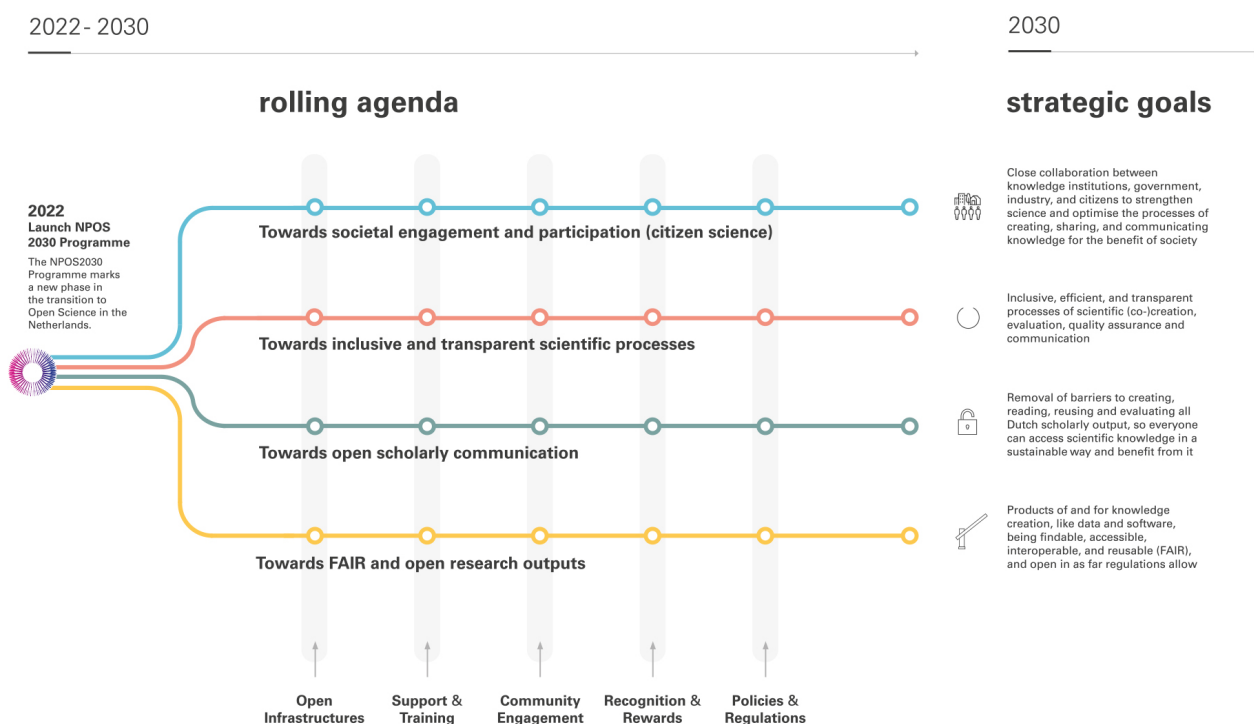 2022 - 2030
2030
rolling agenda
strategic goals
2022
Launch NPOS
2030 Programme
The NPOS2030
Programme marks
a new phase in
the transition to
Open Science in the
Netherlands.
Towards societal engagement and participation (citizen science)
Close collaboration between
knowledge institutions, government,
industry, and citizens to strengthen
science and optimise the processes of
creating, sharing, and communicating
knowledge for the benefit of society
Towards inclusive and transparent scientific processes
Inclusive, efficient, and transparent
processes of scientific (co-)creation,
evaluation, quality assurance and
communication
Towards open scholarly communication
Removal of barriers to creating,
reading, reusing and evaluating all
Dutch scholarly output, so everyone
can access scientific knowledge in a
sustainable way and benefit from it
Towards FAIR and open research outputs
Products of and for knowledge
creation, like data and software,
being findable, accessible,
interoperable, and reusable (FAIR),
and open in as far regulations allow
Open
Infrastructures
Support &
Training
Community
Engagement
Recognition &
Rewards
Policies &
Regulations